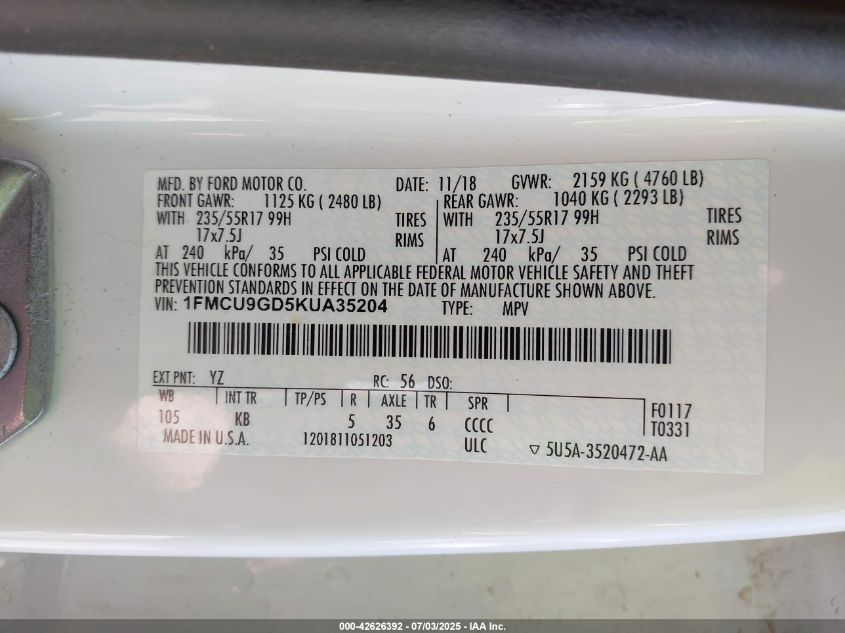 MFD. BY FORD MOTOR CO. DATE: 11/18 GVWR: 2159 KG ( 4760 LB)
FRONT GAWR: 1125 KG ( 2480 LB) REAR GAWR: 1040 KG ( 2293 LB)
WITH 235/55R17 99H TIRES WITH 235/55R17 99H TIRES
17x7.5J RIMS 17x7.5J RIMS
AT 240 kPa/ 35 PSI COLD AT 240 kPa/ 35 PSI COLD
THIS VEHICLE CONFORMS TO ALL APPLICABLE FEDERAL MOTOR VEHICLE SAFETY AND THEFT
PREVENTION STANDARDS IN EFFECT ON THE DATE OF MANUFACTURE SHOWN ABOVE.
VIN: 1FMCU9GD5KUA35204 TYPE: MPV
EXT PNT: YZ RC: 56 DSO:
WB INT TR TP/PS R AXLE TR SPR F0117
105 KB 5 35 6 CCCC T0331
MADE IN U.S.A. 1201811051203 ULC ▽ 5U5A-3520472-AA
000-42626392 - 07/03/2025 - IAA Inc.